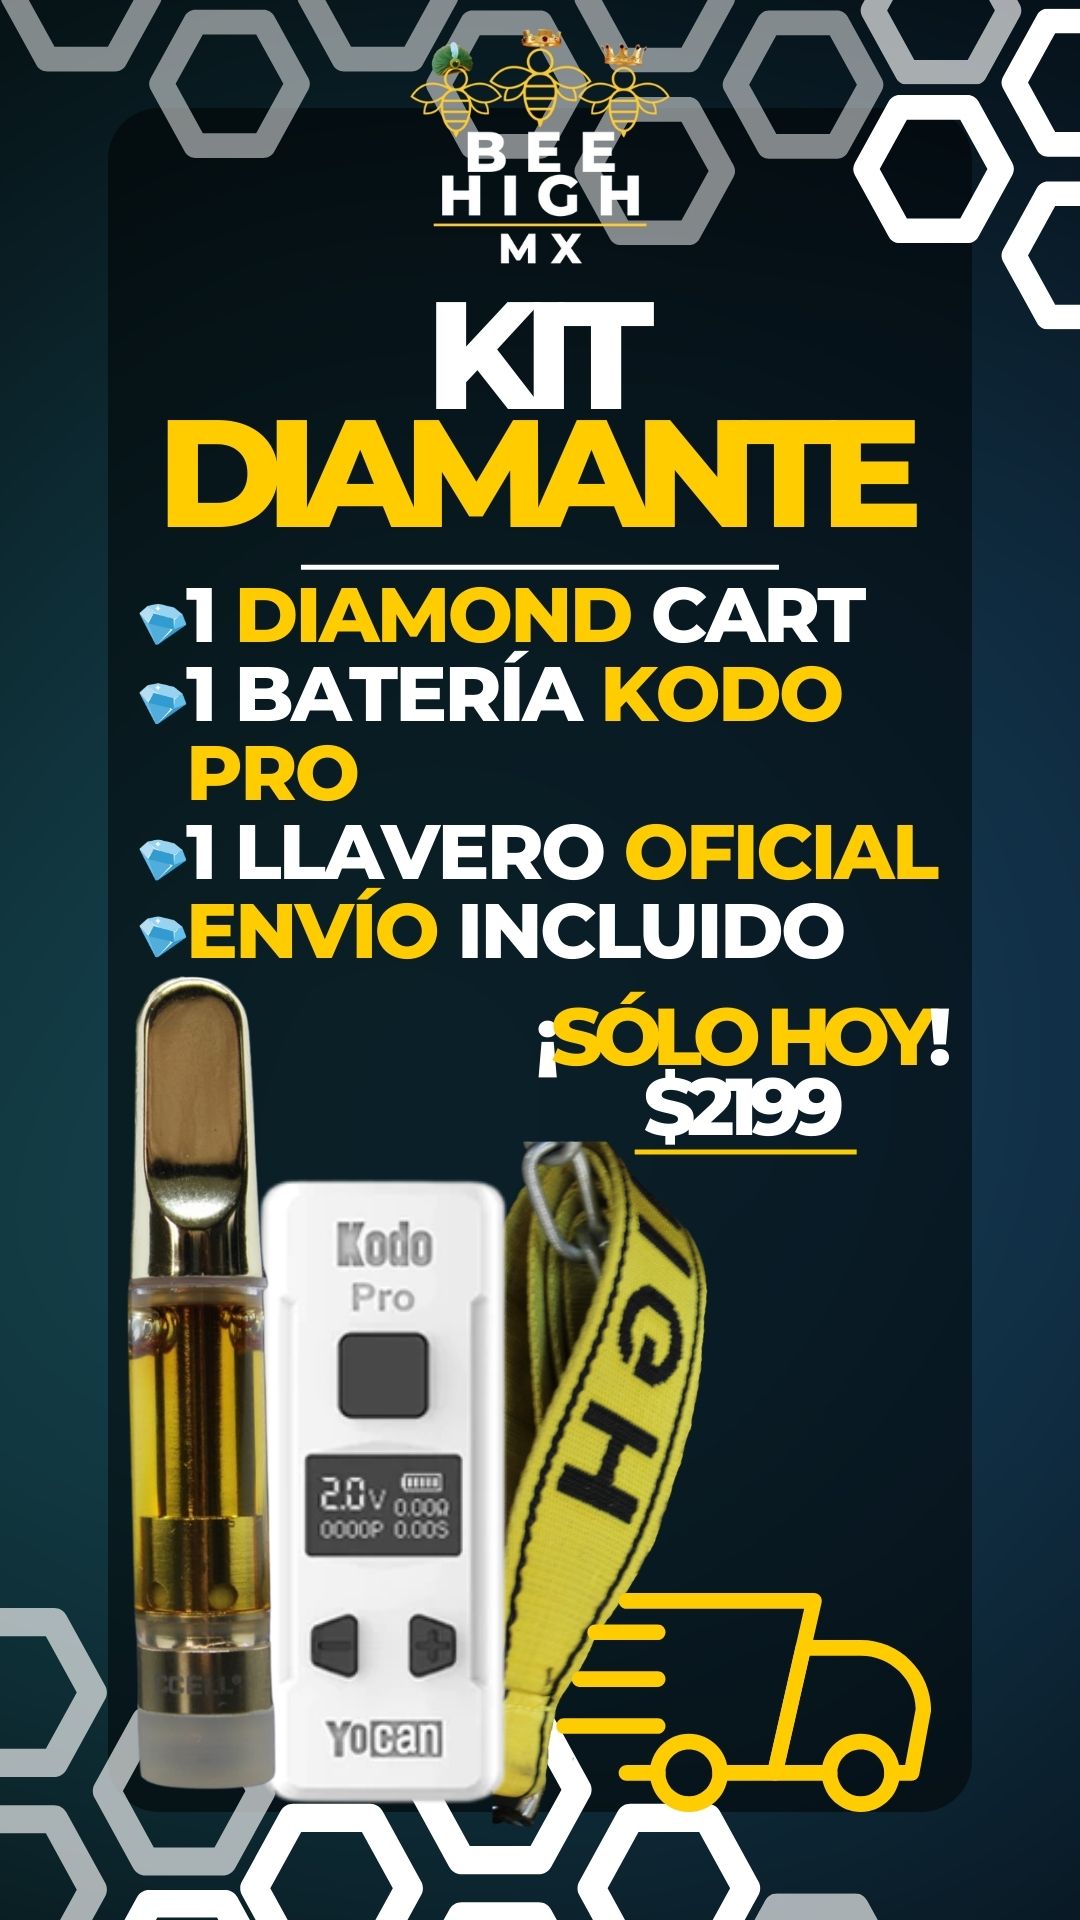 BEE
HIGH
MX
KIT
DIAMANTE
1 DIAMOND CART
1 BATERÍA KODO
PRO
1 LLAVERO OFICIAL
ENVÍO INCLUIDO
¡SÓLO HOY!
$2199
Kodo
Pro
2.0V 0.00Ω
0000P 0.00S
Yocan
CCELL®
HIGH